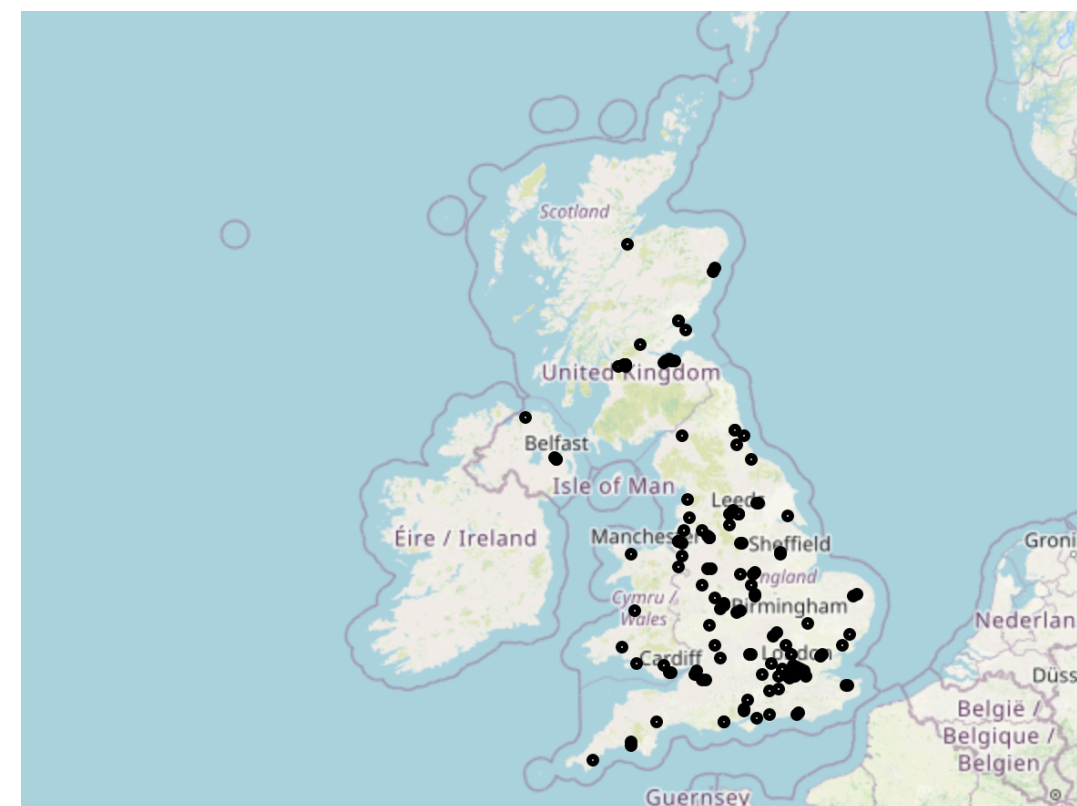 Scotland
United Kingdom
Belfast
Isle of Man
Leeds
Éire / Ireland
Manchester
Sheffield
Groni
England
Cymru /
Wales
Birmingham
Nederlan
Cardiff
London
Düss
België /
Belgique /
Belgien
Guernsey